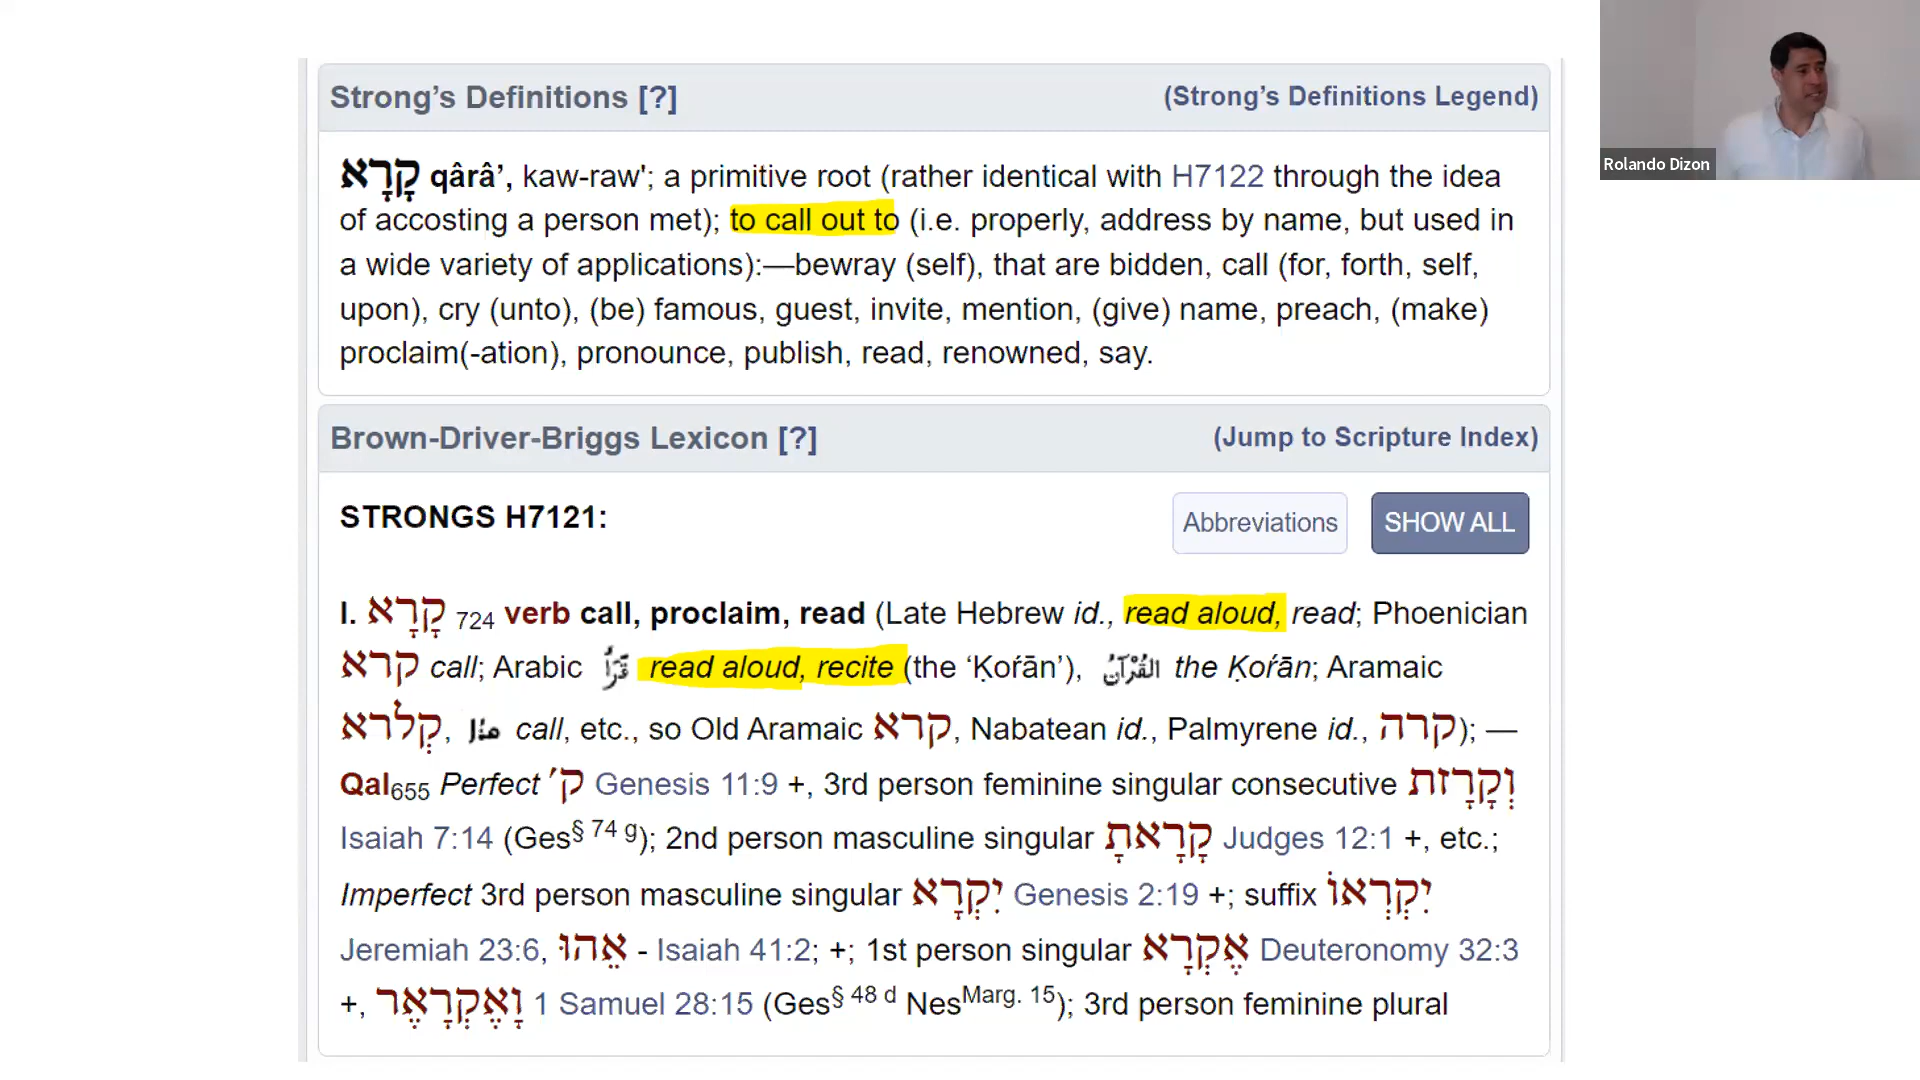 Strong’s Definitions [?]
(Strong’s Definitions Legend)
קָרָא qârâʼ, kaw-raw'; a primitive root (rather identical with H7122 through the idea
of accosting a person met); to call out to (i.e. properly, address by name, but used in
a wide variety of applications):—bewray (self), that are bidden, call (for, forth, self,
upon), cry (unto), (be) famous, guest, invite, mention, (give) name, preach, (make)
proclaim(-ation), pronounce, publish, read, renowned, say.
Brown-Driver-Briggs Lexicon [?]
(Jump to Scripture Index)
STRONGS H7121:
Abbreviations
SHOW ALL
I. קָרָא 724 verb call, proclaim, read (Late Hebrew id., read aloud, read; Phoenician
קרא call; Arabic قَرَأَ read aloud, recite (the ‘Ḳorʹān’), القُرْآنُ the Ḳorʹān; Aramaic
קְלרא, call, etc., so Old Aramaic קרא, Nabatean id., Palmyrene id., קרה); —
Qal655 Perfect ק׳ Genesis 11:9 +, 3rd person feminine singular consecutive וְקָרָזת
Isaiah 7:14 (Ges§ 74 g); 2nd person masculine singular קָרָאתָ Judges 12:1 +, etc.;
Imperfect 3rd person masculine singular יִקְרָא Genesis 2:19 +; suffix יִקְרְאוֹ
Jeremiah 23:6, אֵהוּ - Isaiah 41:2; +; 1st person singular אֶקְרָא Deuteronomy 32:3
+, וָאֶקְרָאֶר 1 Samuel 28:15 (Ges§ 48 d NesMarg. 15); 3rd person feminine plural
Rolando Dizon